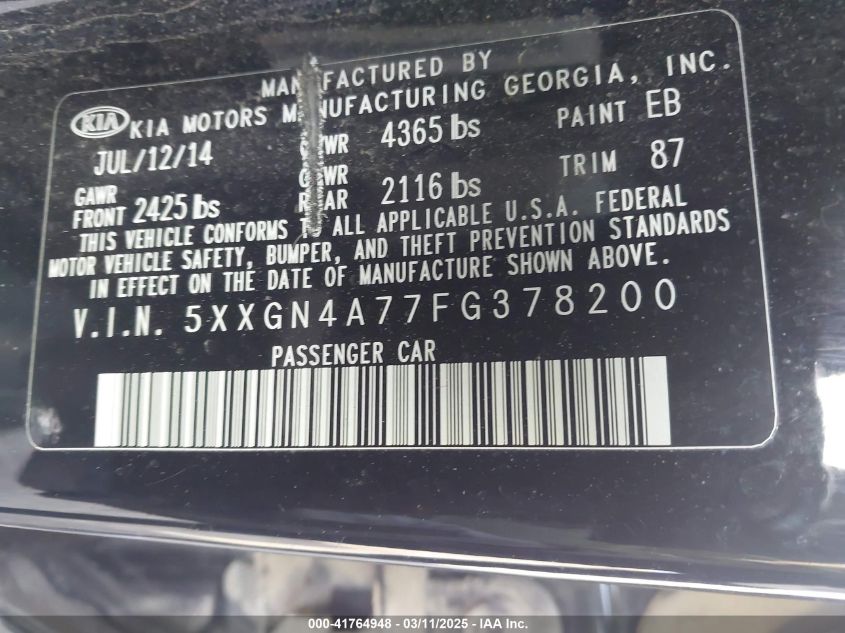 MANUFACTURED BY
KIA KIA MOTORS MANUFACTURING GEORGIA, INC.
JUL/12/14 GVWR 4365 lbs PAINT EB
GAWR FRONT 2425 lbs GAWR REAR 2116 lbs TRIM 87
THIS VEHICLE CONFORMS TO ALL APPLICABLE U.S.A. FEDERAL
MOTOR VEHICLE SAFETY, BUMPER, AND THEFT PREVENTION STANDARDS
IN EFFECT ON THE DATE OF MANUFACTURE SHOWN ABOVE.
V.I.N. 5XXGN4A77FG378200
PASSENGER CAR
000-41764948 - 03/11/2025 - IAA Inc.